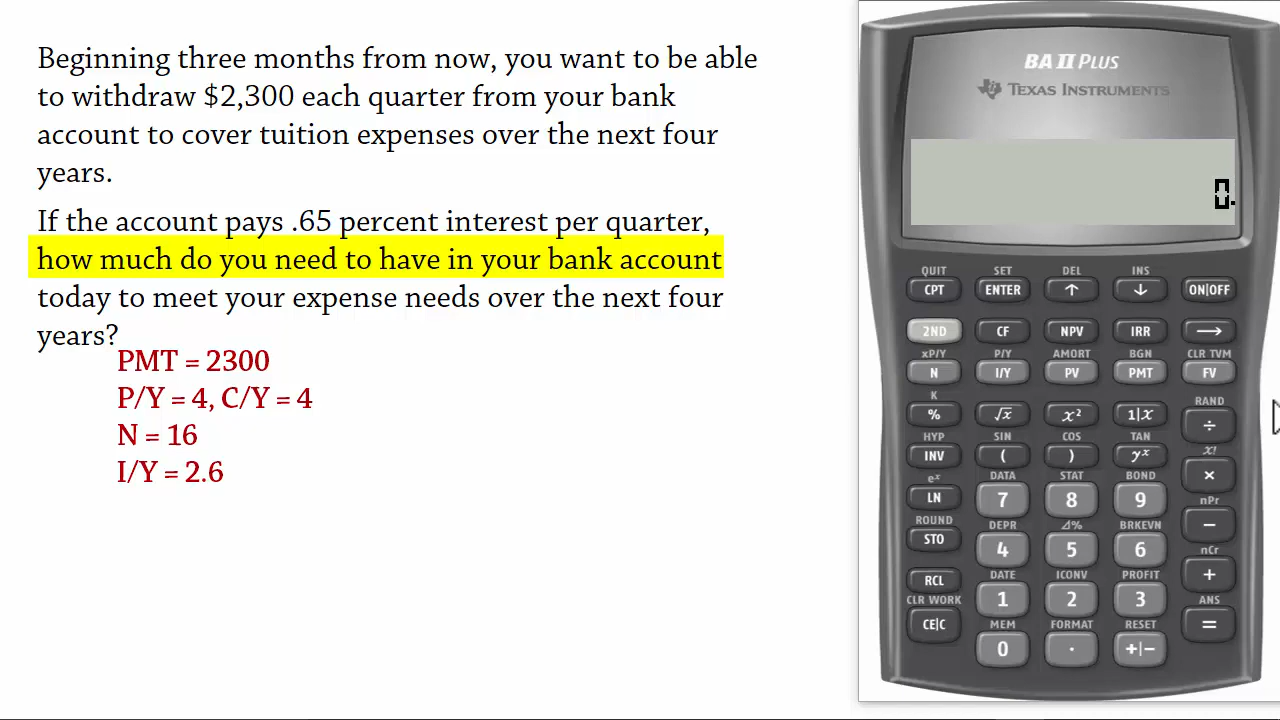 Beginning three months from now, you want to be able
to withdraw $2,300 each quarter from your bank
account to cover tuition expenses over the next four
years.
If the account pays .65 percent interest per quarter,
how much do you need to have in your bank account
today to meet your expense needs over the next four
years?
PMT = 2300
P/Y = 4, C/Y = 4
N = 16
I/Y = 2.6
BA II PLUS
TEXAS INSTRUMENTS
0.
QUIT SET DEL INS
CPT ENTER ↑ ↓ ON|OFF
2ND CF NPV IRR →
xP/Y P/Y AMORT BGN CLR TVM
N I/Y PV PMT FV
K RAND
% √x x² 1|x ÷
HYP SIN COS TAN x!
INV ( ) yˣ ×
eˣ DATA STAT BOND nPr
LN 7 8 9 −
ROUND DEPR Δ% BRKEVN nCr
STO 4 5 6 +
DATE ICONV PROFIT
RCL 1 2 3
CLR WORK ANS
CE|C =
MEM FORMAT RESET
0 . +|−